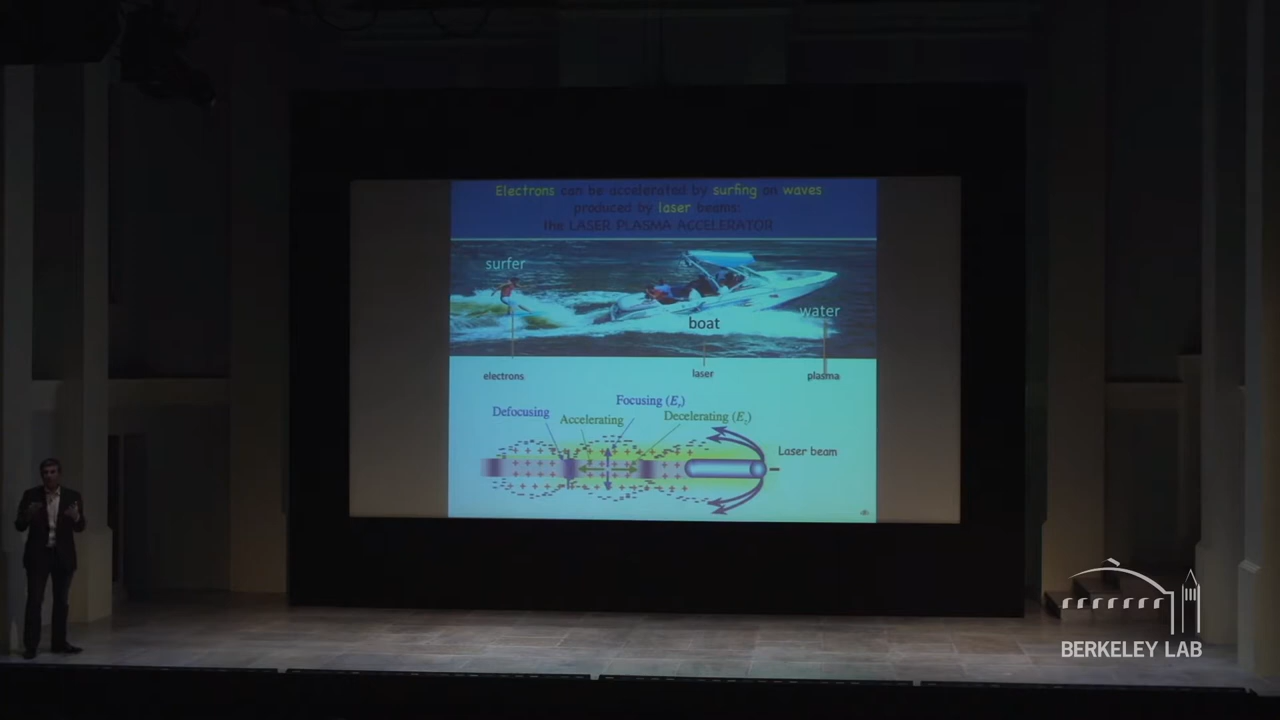 Electrons can be accelerated by surfing on waves
produced by laser beams:
the LASER PLASMA ACCELERATOR
surfer
boat
water
electrons
laser
plasma
Focusing (Er)
Defocusing
Accelerating
Decelerating (Ez)
Laser beam
BERKELEY LAB